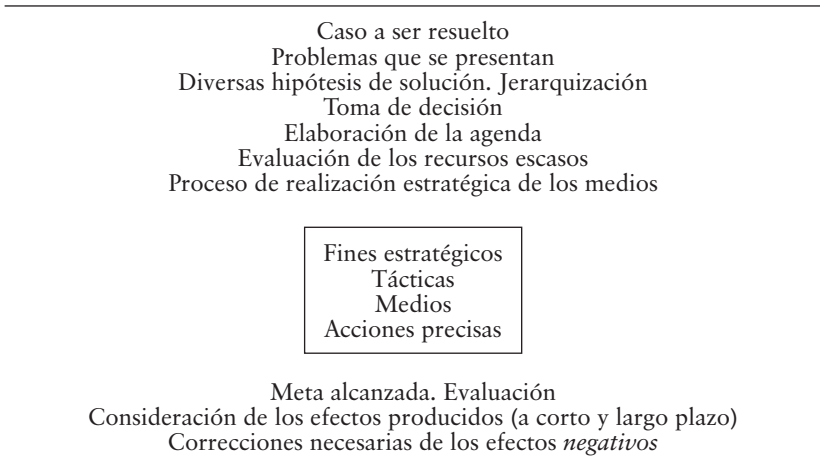 Caso a ser resuelto
Problemas que se presentan
Diversas hipótesis de solución. Jerarquización
Toma de decisión
Elaboración de la agenda
Evaluación de los recursos escasos
Proceso de realización estratégica de los medios
Fines estratégicos
Tácticas
Medios
Acciones precisas
Meta alcanzada. Evaluación
Consideración de los efectos producidos (a corto y largo plazo)
Correcciones necesarias de los efectos negativos